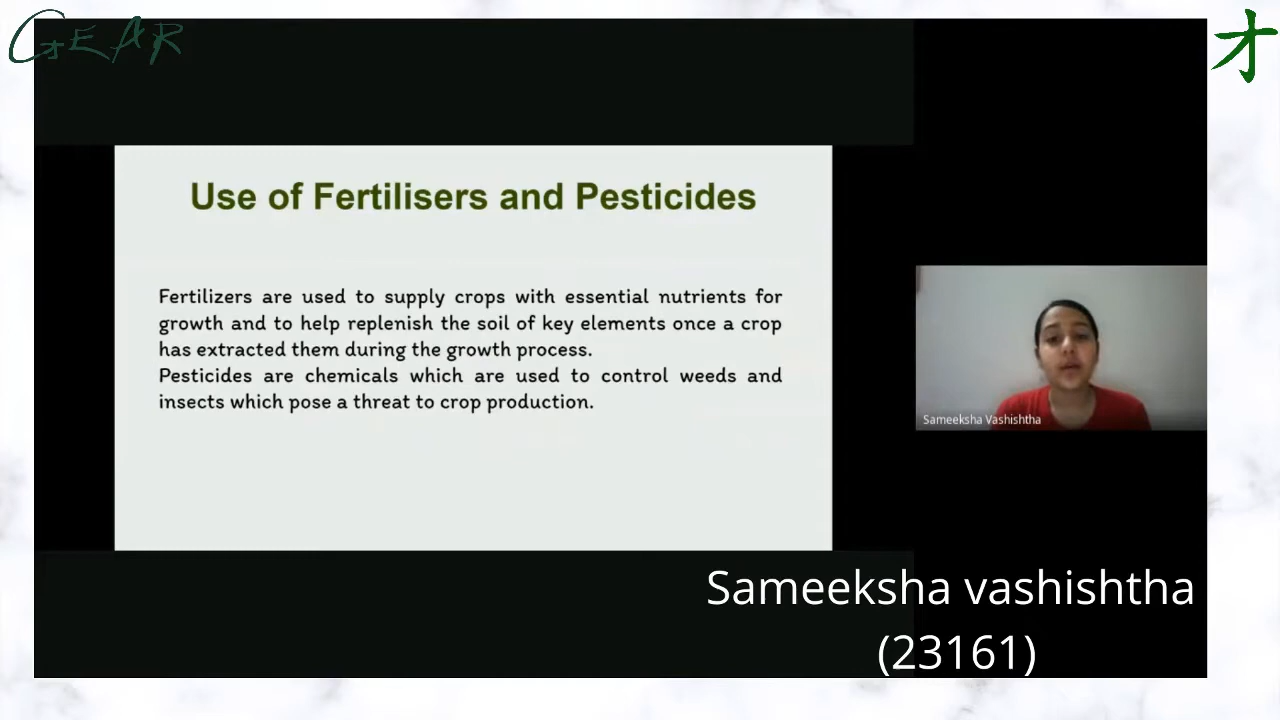 GEAR
才
Use of Fertilisers and Pesticides
Fertilizers are used to supply crops with essential nutrients for
growth and to help replenish the soil of key elements once a crop
has extracted them during the growth process.
Pesticides are chemicals which are used to control weeds and
insects which pose a threat to crop production.
Sameeksha Vashishtha
Sameeksha vashishtha
(23161)